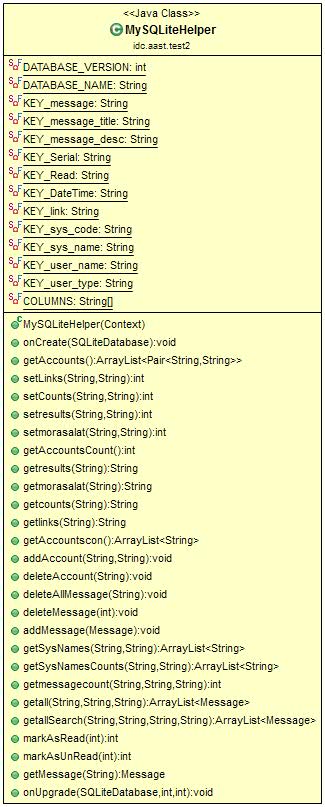 <<Java Class>>
MySQLiteHelper
idc.aast.test2
DATABASE_VERSION: int
DATABASE_NAME: String
KEY_message: String
KEY_message_title: String
KEY_message_desc: String
KEY_Serial: String
KEY_Read: String
KEY_DateTime: String
KEY_link: String
KEY_sys_code: String
KEY_sys_name: String
KEY_user_name: String
KEY_user_type: String
COLUMNS: String[]
MySQLiteHelper(Context)
onCreate(SQLiteDatabase):void
getAccounts():ArrayList<Pair<String,String>>
setLinks(String,String):int
setCounts(String,String):int
setresults(String,String):int
setmorasalat(String,String):int
getAccountsCount():int
getresults(String):String
getmorasalat(String):String
getcounts(String):String
getlinks(String):String
getAccountscon():ArrayList<String>
addAccount(String,String):void
deleteAccount(String):void
deleteAllMessage(String):void
deleteMessage(int):void
addMessage(Message):void
getSysNames(String,String):ArrayList<String>
getSysNamesCounts(String,String):ArrayList<String>
getmessagecount(String,String,String):int
getall(String,String,String):ArrayList<Message>
getallSearch(String,String,String,String):ArrayList<Message>
markAsRead(int):int
markAsUnRead(int):int
getMessage(String):Message
onUpgrade(SQLiteDatabase,int,int):void